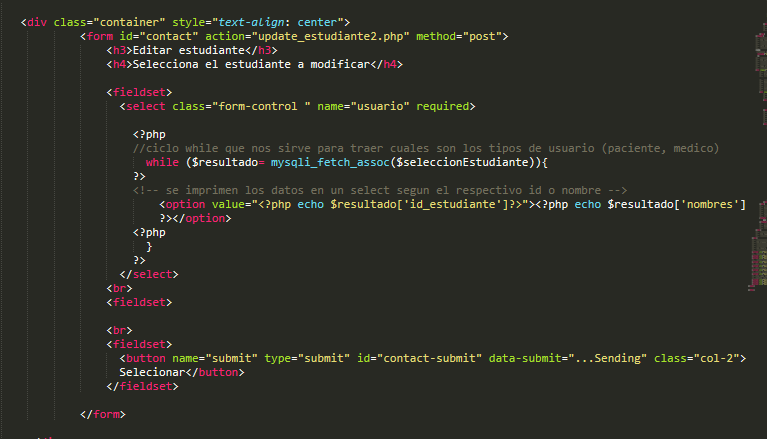 <div class="container" style="text-align: center">
<form id="contact" action="update_estudiante2.php" method="post">
<h3>Editar estudiante</h3>
<h4>Selecciona el estudiante a modificar</h4>
<fieldset>
<select class="form-control " name="usuario" required>
<?php
//ciclo while que nos sirve para traer cuales son los tipos de usuario (paciente, medico)
while ($resultado= mysqli_fetch_assoc($seleccionEstudiante)){
?>
<!-- se imprimen los datos en un select segun el respectivo id o nombre -->
<option value="<?php echo $resultado['id_estudiante']?>"><?php echo $resultado['nombres']
?></option>
<?php
}
?>
</select>
<br>
<fieldset>
<br>
<fieldset>
<button name="submit" type="submit" id="contact-submit" data-submit="...Sending" class="col-2">
Selecionar</button>
</fieldset>
</form>